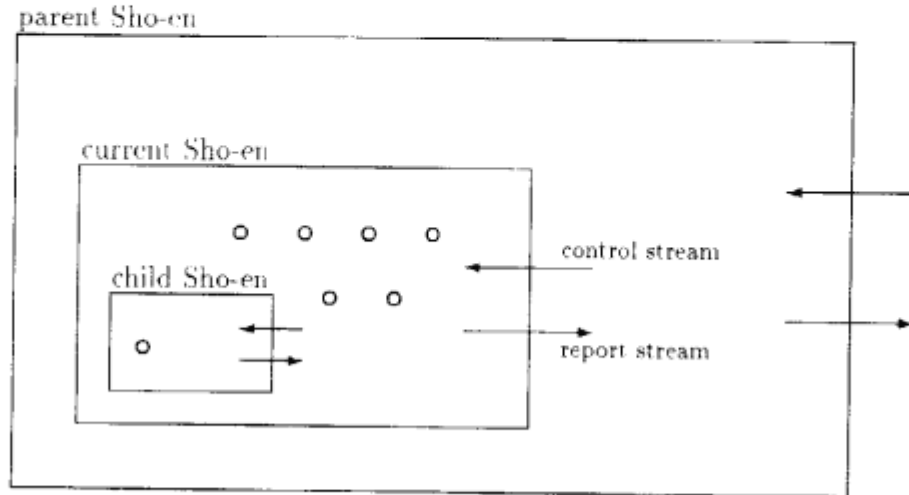 parent Sho-en
current Sho-en
control stream
child Sho-en
report stream